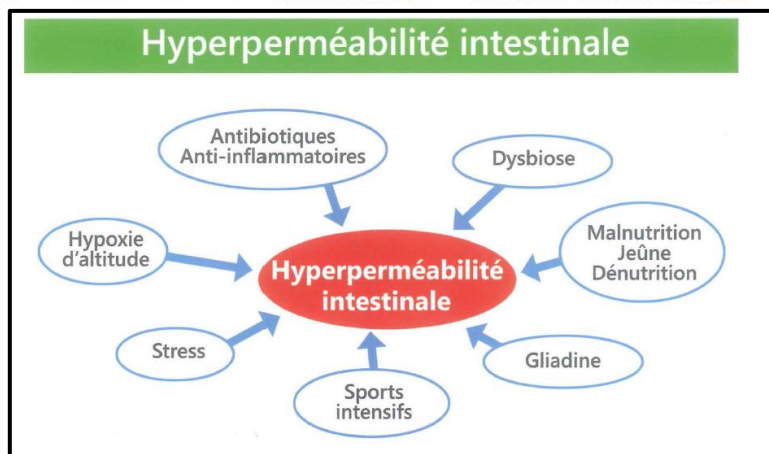 Hyperperméabilité intestinale
Antibiotiques
Anti-inflammatoires
Dysbiose
Hypoxie
d'altitude
Malnutrition
Jeûne
Dénutrition
Hyperperméabilité
intestinale
Stress
Gliadine
Sports
intensifs